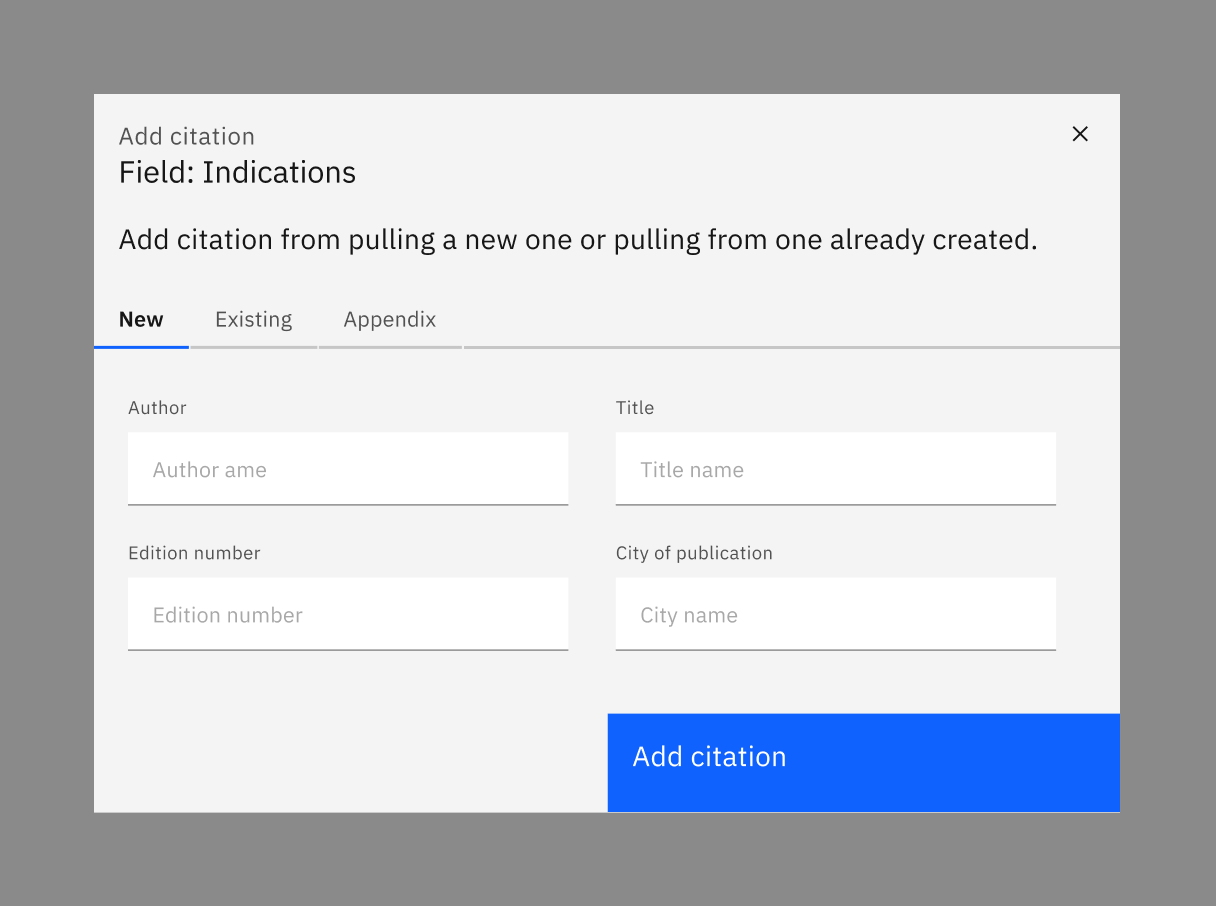 Add citation
Field: Indications
Add citation from pulling a new one or pulling from one already created.
New Existing Appendix
Author Title
Author ame Title name
Edition number City of publication
Edition number City name
Add citation